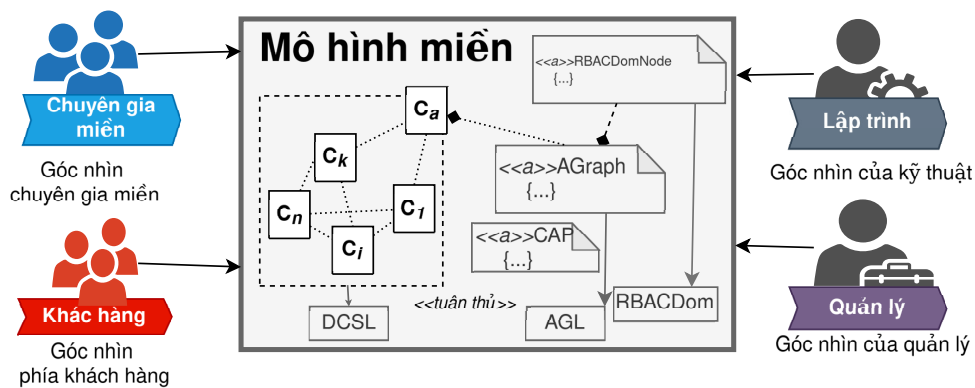 Chuyên gia
miền
Góc nhìn
chuyên gia miền
Khác hàng
Góc nhìn
phía khách hàng
Mô hình miền
<<a>>RBACDomNode
{...}
Ca
Ck
Cn
C1
Ci
<<a>>AGraph
{...}
<<a>>CAP
{...}
<<tuân thủ>>
DCSL
AGL
RBACDom
Lập trình
Góc nhìn của kỹ thuật
Quản lý
Góc nhìn của quản lý